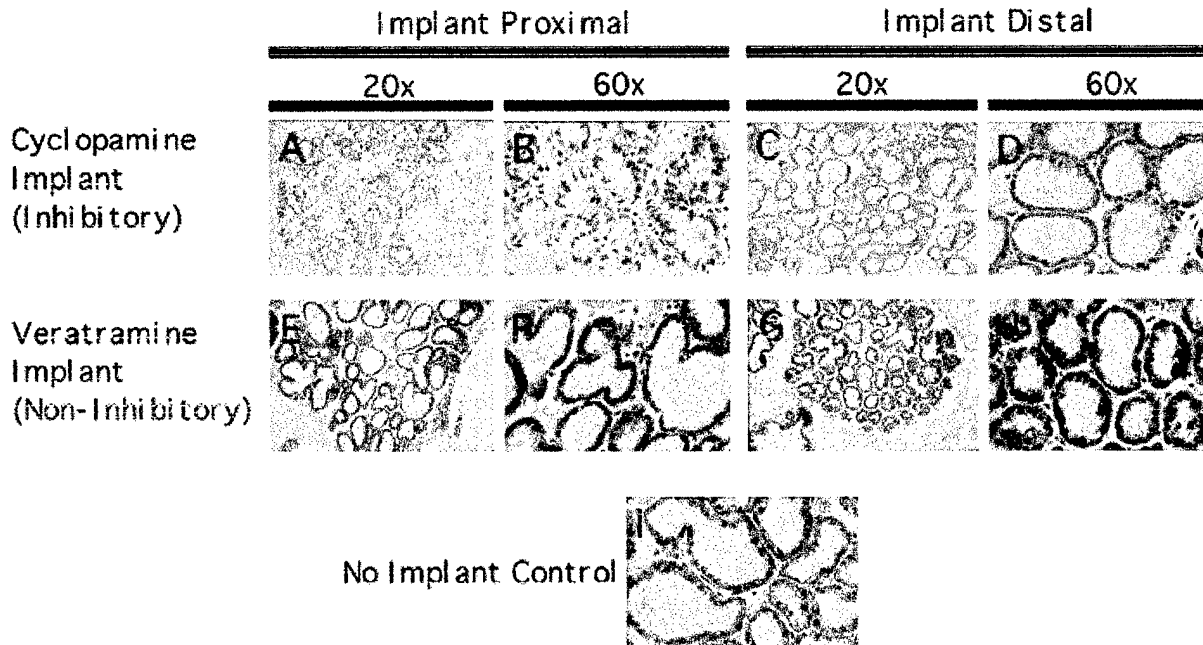 Implant Proximal
Implant Distal
20x
60x
20x
60x
Cyclopamine
Implant
(Inhibitory)
A
B
C
D
Veratramine
Implant
(Non-Inhibitory)
E
F
G
No Implant Control
I